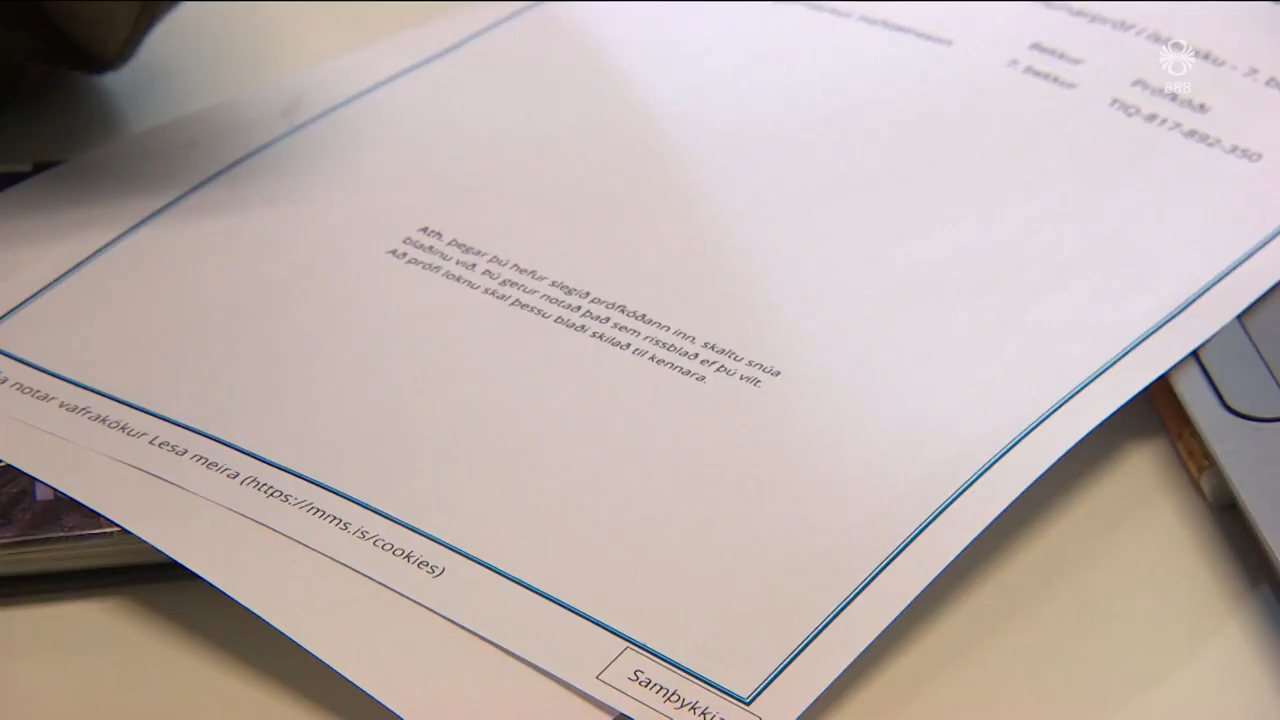 Bekkur
7. bekkur
Prófkóði
TIQ-817-892-350
888
Ath. þegar þú hefur slegið prófkóðann inn, skaltu snúa
blaðinu við. Þú getur notað það sem rissblað ef þú vilt.
Að prófi loknu skal þessu blaði skilað til kennara.
notar vafrakökur Lesa meira (https://mms.is/cookies)